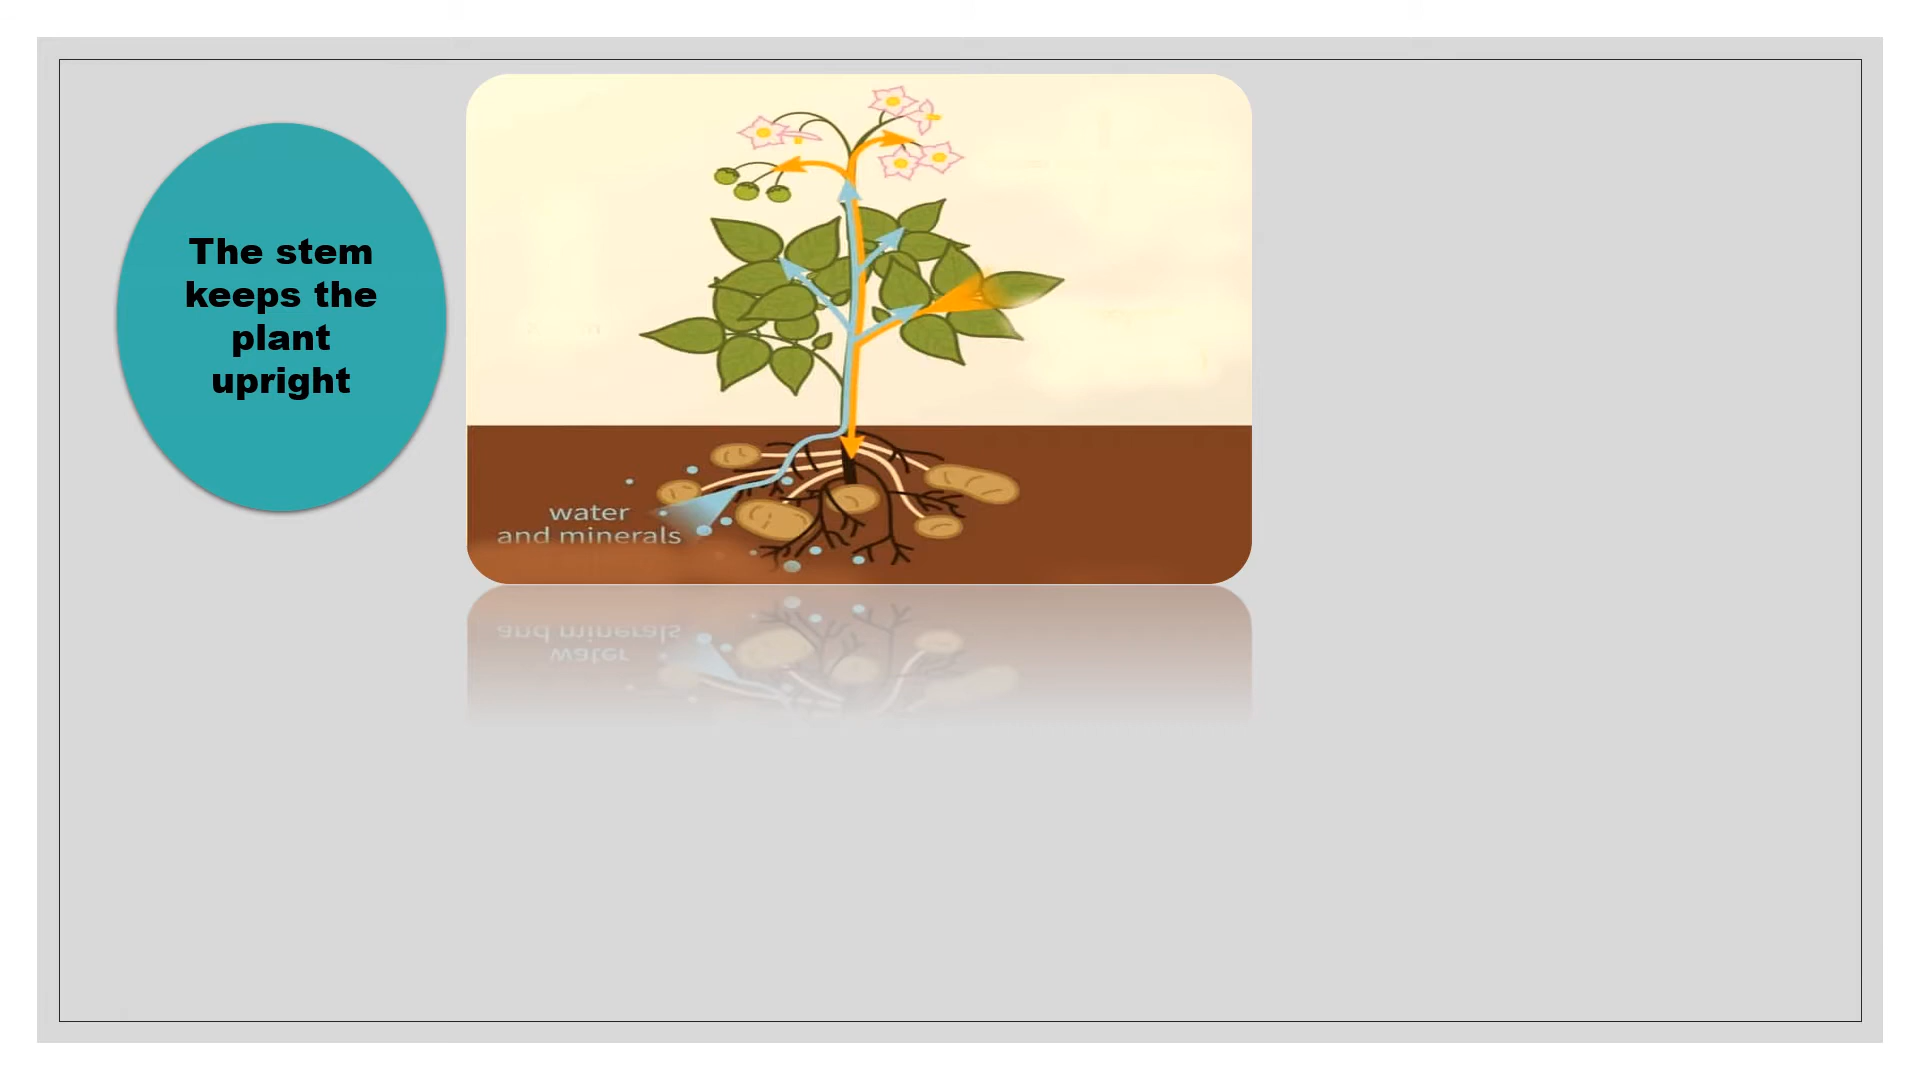 The stem
keeps the
plant
upright
water
and minerals